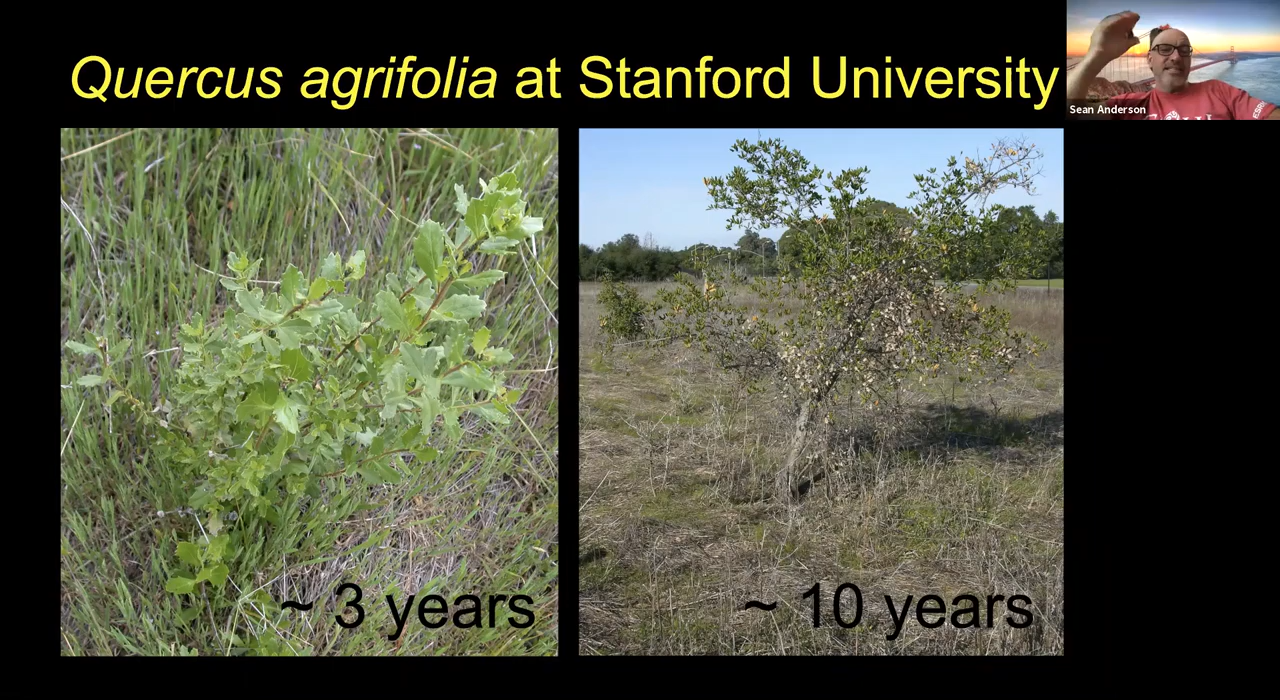 Quercus agrifolia at Stanford University
Sean Anderson
~ 3 years
~ 10 years